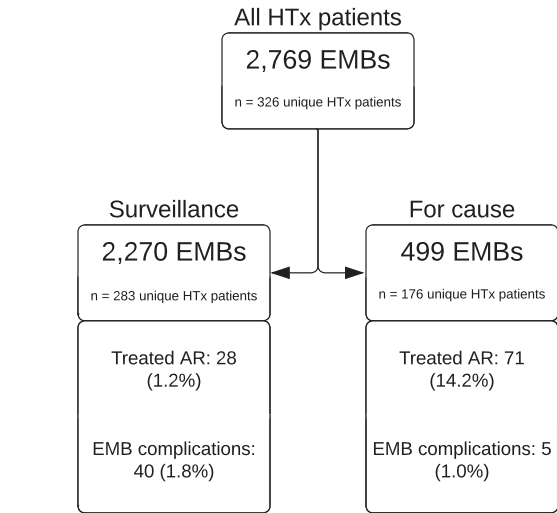 All HTx patients
2,769 EMBs
n = 326 unique HTx patients
Surveillance
2,270 EMBs
n = 283 unique HTx patients
Treated AR: 28
(1.2%)
EMB complications:
40 (1.8%)
For cause
499 EMBs
n = 176 unique HTx patients
Treated AR: 71
(14.2%)
EMB complications: 5
(1.0%)